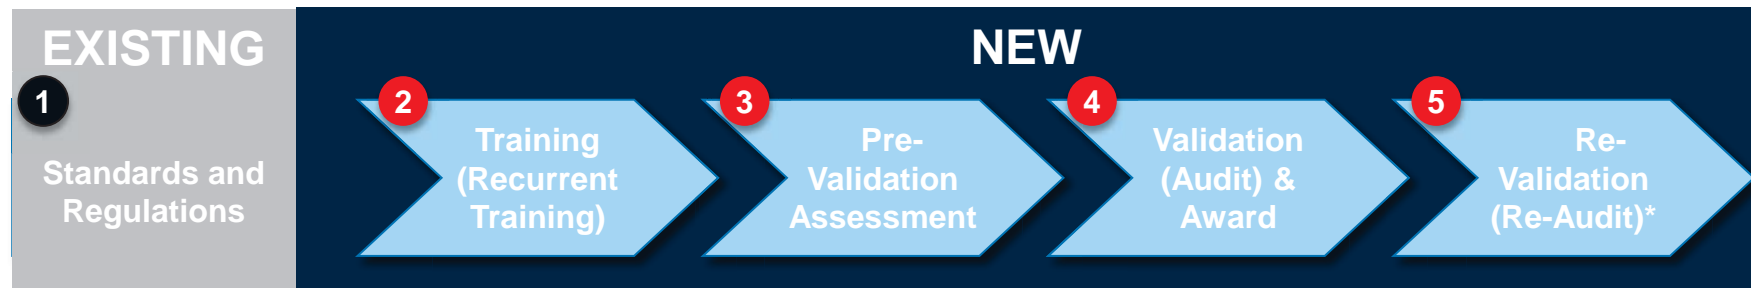 EXISTING
1
Standards and
Regulations
NEW
2
Training
(Recurrent
Training)
3
Pre-
Validation
Assessment
4
Validation
(Audit) &
Award
5
Re-
Validation
(Re-Audit)*